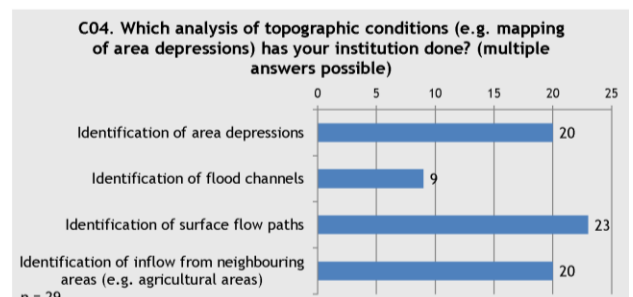 C04. Which analysis of topographic conditions (e.g. mapping
of area depressions) has your institution done? (multiple
answers possible)
0 5 10 15 20 25
Identification of area depressions 20
Identification of flood channels 9
Identification of surface flow paths 23
Identification of inflow from neighbouring
areas (e.g. agricultural areas) 20
n = 29